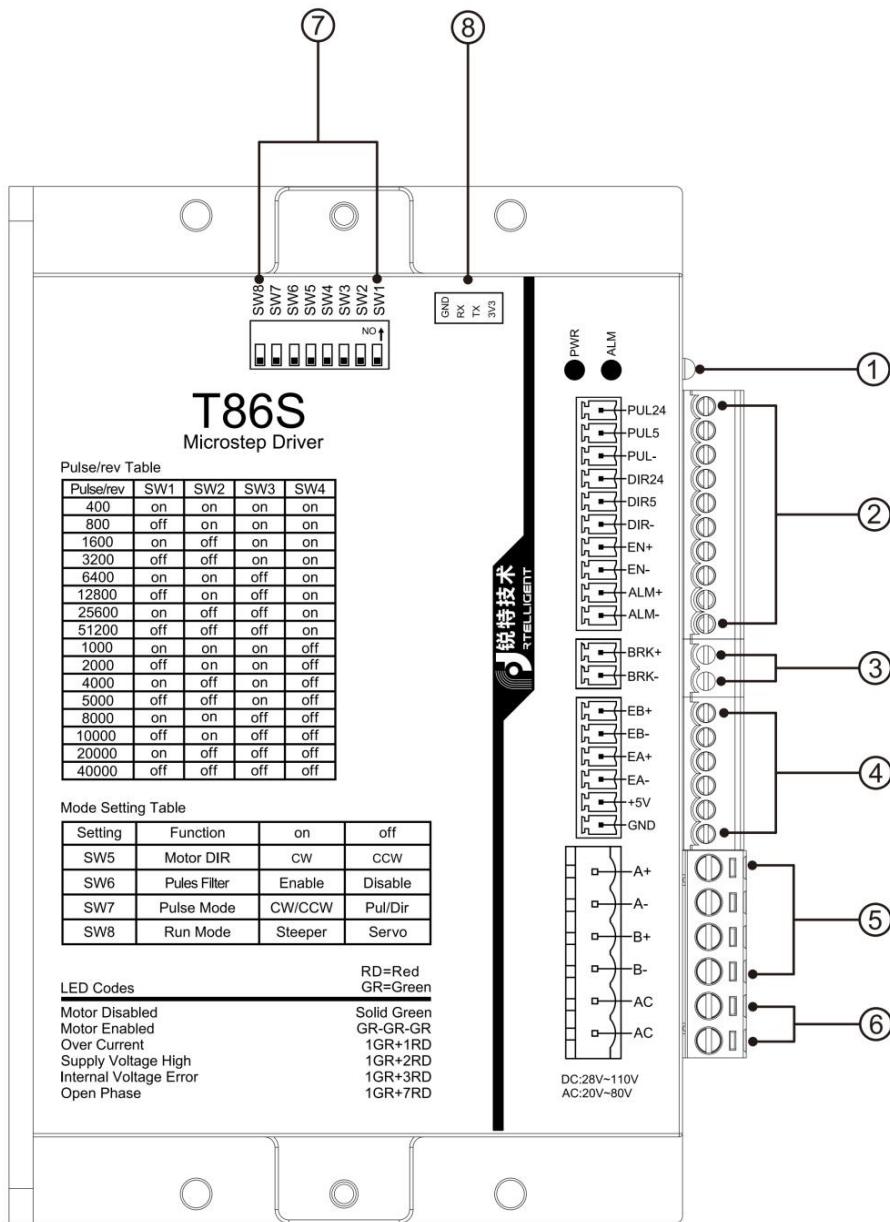 ⑦ ⑧
SW8
SW7
SW6
SW5
SW4
SW3
SW2
SW1
ON
GND
RX
TX
3V3
PWR
ALM
①
T86S
Microstep Driver
Pulse/rev Table
Pulse/rev SW1 SW2 SW3 SW4
400 on on on on
800 off on on on
1600 on off on on
3200 off off on on
6400 on on off on
12800 off on off on
25600 on off off on
51200 off off off on
1000 on on on off
2000 off on on off
4000 on off on off
5000 off off on off
8000 on on off off
10000 off on off off
20000 on off off off
40000 off off off off
Mode Setting Table
Setting Function on off
SW5 Motor DIR CW CCW
SW6 Pules Filter Enable Disable
SW7 Pulse Mode CW/CCW Pul/Dir
SW8 Run Mode Steeper Servo
RD=Red
LED Codes GR=Green
Motor Disabled Solid Green
Motor Enabled GR-GR-GR
Over Current 1GR+1RD
Supply Voltage High 1GR+2RD
Internal Voltage Error 1GR+3RD
Open Phase 1GR+7RD
锐特技术
RTELLIGENT
PUL24
PUL5
PUL-
DIR24
DIR5
DIR-
EN+
EN-
ALM+
ALM-
②
BRK+
BRK-
③
EB+
EB-
EA+
EA-
+5V
GND
④
A+
A-
B+
B-
⑤
AC
AC
⑥
DC:28V~110V
AC:20V~80V